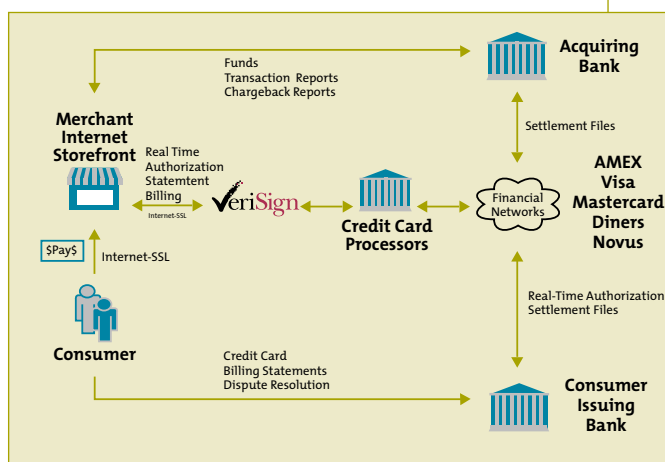 Funds
Transaction Reports
Chargeback Reports
Acquiring
Bank
Merchant
Internet
Storefront
Real Time
Authorization
Statemtent
Billing
Internet-SSL
VeriSign
Credit Card
Processors
Settlement Files
Financial
Networks
AMEX
Visa
Mastercard
Diners
Novus
$Pay$
Internet-SSL
Consumer
Real-Time Authorization
Settlement Files
Credit Card
Billing Statements
Dispute Resolution
Consumer
Issuing
Bank